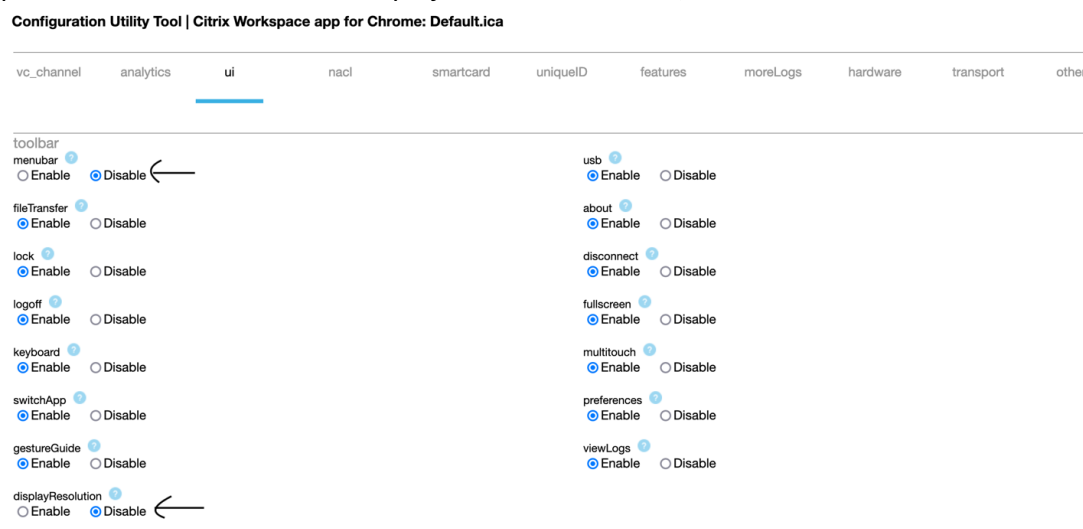 Configuration Utility Tool | Citrix Workspace app for Chrome: Default.ica
vc_channel analytics ui nacl smartcard uniqueID features moreLogs hardware transport other
toolbar
menubar ?
Enable Disable
fileTransfer ?
Enable Disable
lock ?
Enable Disable
logoff ?
Enable Disable
keyboard ?
Enable Disable
switchApp ?
Enable Disable
gestureGuide ?
Enable Disable
displayResolution ?
Enable Disable
usb ?
Enable Disable
about ?
Enable Disable
disconnect ?
Enable Disable
fullscreen ?
Enable Disable
multitouch ?
Enable Disable
preferences ?
Enable Disable
viewLogs ?
Enable Disable